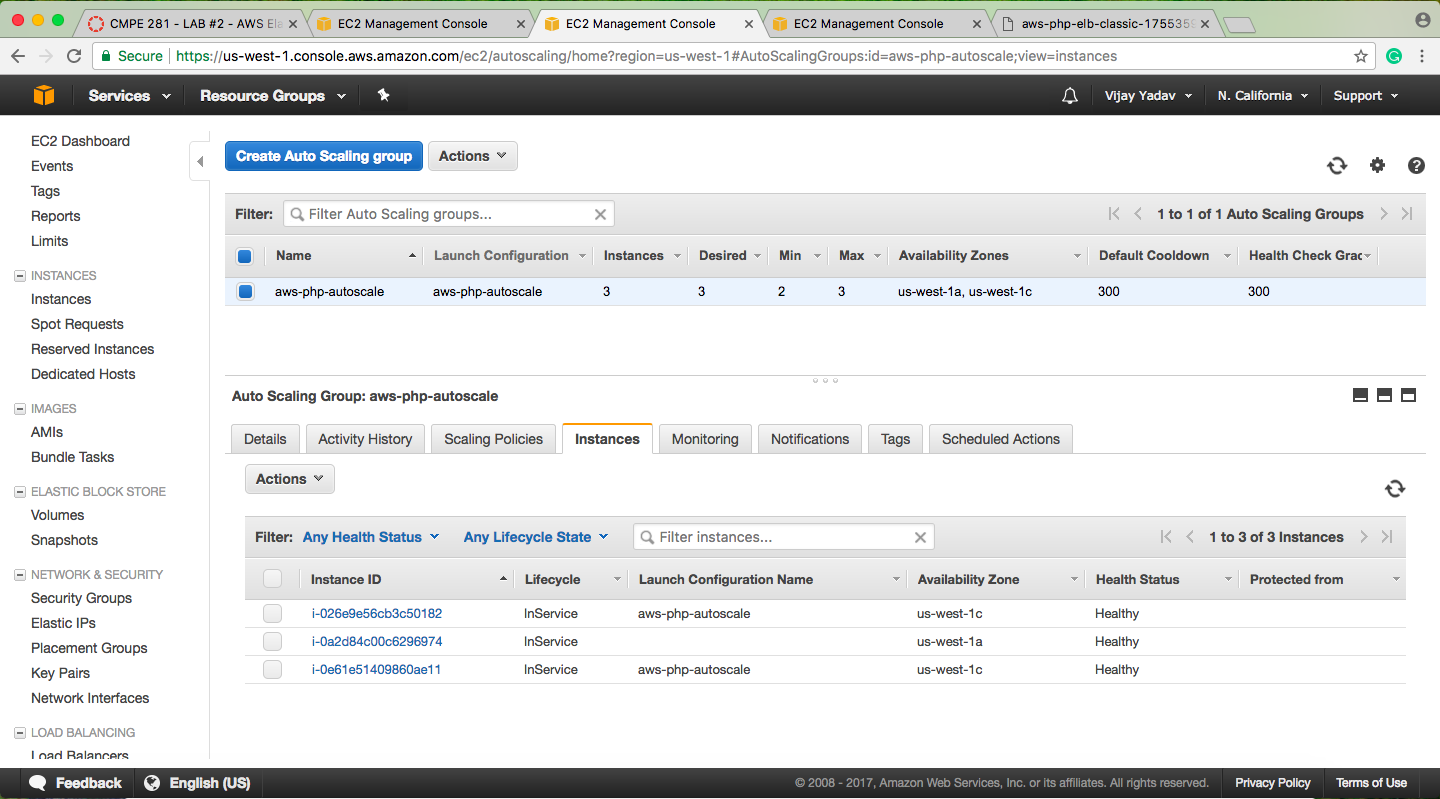 CMPE 281 - LAB #2 - AWS Ela
EC2 Management Console
EC2 Management Console
EC2 Management Console
aws-php-elb-classic-1755359
Secure
https://us-west-1.console.aws.amazon.com/ec2/autoscaling/home?region=us-west-1#AutoScalingGroups:id=aws-php-autoscale;view=instances
Services Resource Groups Vijay Yadav N. California Support
EC2 Dashboard
Events
Tags
Reports
Limits
INSTANCES
Instances
Spot Requests
Reserved Instances
Dedicated Hosts
IMAGES
AMIs
Bundle Tasks
ELASTIC BLOCK STORE
Volumes
Snapshots
NETWORK & SECURITY
Security Groups
Elastic IPs
Placement Groups
Key Pairs
Network Interfaces
LOAD BALANCING
Load Balancers
Create Auto Scaling group Actions
Filter: Filter Auto Scaling groups... 1 to 1 of 1 Auto Scaling Groups
Name Launch Configuration Instances Desired Min Max Availability Zones Default Cooldown Health Check Grac
aws-php-autoscale aws-php-autoscale 3 3 2 3 us-west-1a, us-west-1c 300 300
Auto Scaling Group: aws-php-autoscale
Details Activity History Scaling Policies Instances Monitoring Notifications Tags Scheduled Actions
Actions
Filter: Any Health Status Any Lifecycle State Filter instances... 1 to 3 of 3 Instances
Instance ID Lifecycle Launch Configuration Name Availability Zone Health Status Protected from
i-026e9e56cb3c50182 InService aws-php-autoscale us-west-1c Healthy
i-0a2d84c00c6296974 InService us-west-1a Healthy
i-0e61e51409860ae11 InService aws-php-autoscale us-west-1c Healthy
Feedback English (US) © 2008 - 2017, Amazon Web Services, Inc. or its affiliates. All rights reserved. Privacy Policy Terms of Use